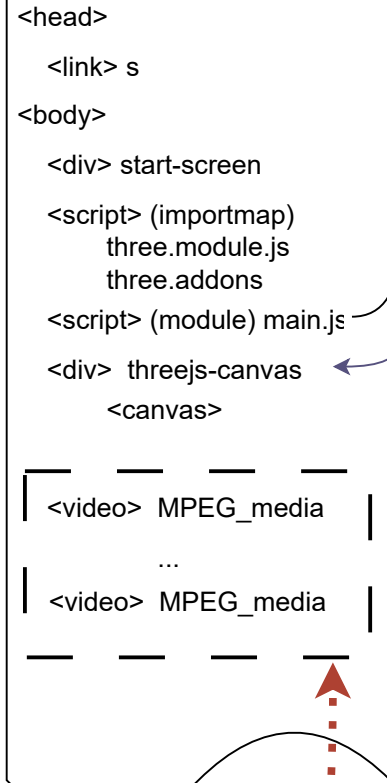 <head>
<link> s
<body>
<div> start-screen
<script> (importmap)
three.module.js
three.addons
<script> (module) main.js
<div> threejs-canvas
<canvas>
<video> MPEG_media
...
<video> MPEG_media